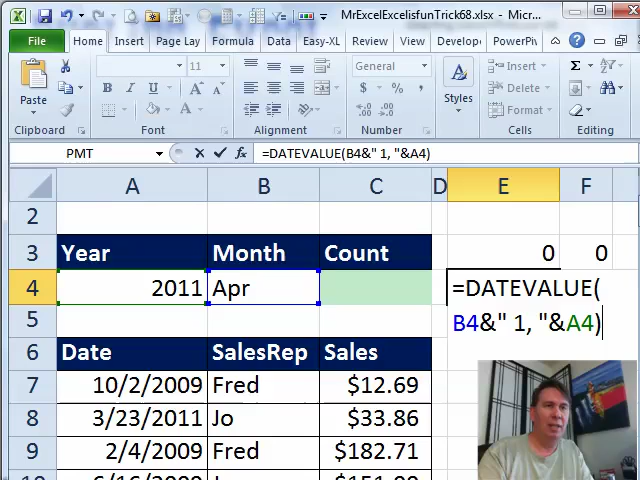 MrExcelExcelisfunTrick68.xlsx - Micr...
File Home Insert Page Lay Formula Data Easy-XL Review View Develo PowerPi
Paste
Clipboard
11
B I U A A
Font
Alignment
General
$ % ,
Number
A
Styles
Insert
Delete
Format
Cells
Σ
Editing
PMT fx =DATEVALUE(B4&" 1, "&A4)
A B C D E F
2
3 Year Month Count 0 0
4 2011 Apr =DATEVALUE(
5 B4&" 1, "&A4)
6 Date SalesRep Sales
7 10/2/2009 Fred $12.69
8 3/23/2011 Jo $33.86
9 2/4/2009 Fred $182.71